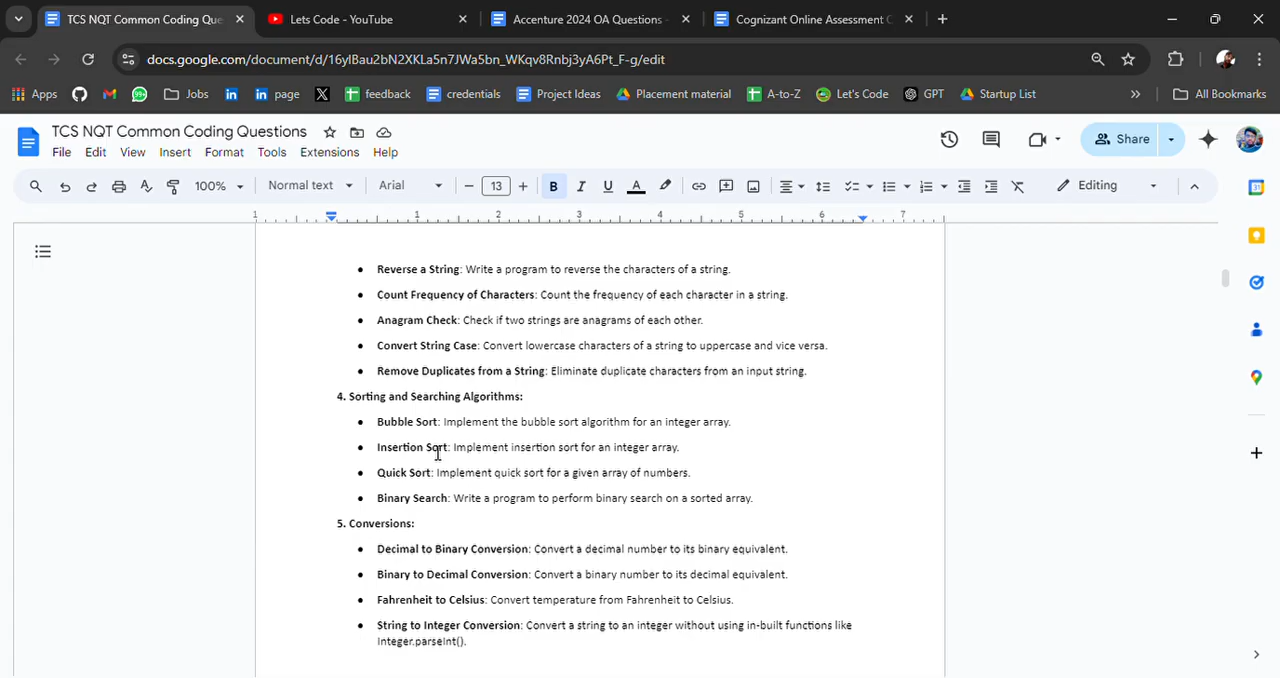 TCS NQT Common Coding Que
Lets Code - YouTube
Accenture 2024 OA Questions -
Cognizant Online Assessment C
docs.google.com/document/d/16ylBau2bN2XKLa5n7JWa5bn_WKqv8Rnbj3yA6Pt_F-g/edit
Apps
99+
Jobs
page
feedback
credentials
Project Ideas
Placement material
A-to-Z
Let's Code
GPT
Startup List
All Bookmarks
TCS NQT Common Coding Questions
Share
File Edit View Insert Format Tools Extensions Help
100% Normal text Arial 13 B I U A Editing
1 1 2 3 4 5 6 7
• Reverse a String: Write a program to reverse the characters of a string.
• Count Frequency of Characters: Count the frequency of each character in a string.
• Anagram Check: Check if two strings are anagrams of each other.
• Convert String Case: Convert lowercase characters of a string to uppercase and vice versa.
• Remove Duplicates from a String: Eliminate duplicate characters from an input string.
4. Sorting and Searching Algorithms:
• Bubble Sort: Implement the bubble sort algorithm for an integer array.
• Insertion Sort: Implement insertion sort for an integer array.
• Quick Sort: Implement quick sort for a given array of numbers.
• Binary Search: Write a program to perform binary search on a sorted array.
5. Conversions:
• Decimal to Binary Conversion: Convert a decimal number to its binary equivalent.
• Binary to Decimal Conversion: Convert a binary number to its decimal equivalent.
• Fahrenheit to Celsius: Convert temperature from Fahrenheit to Celsius.
• String to Integer Conversion: Convert a string to an integer without using in-built functions like
Integer.parseInt().